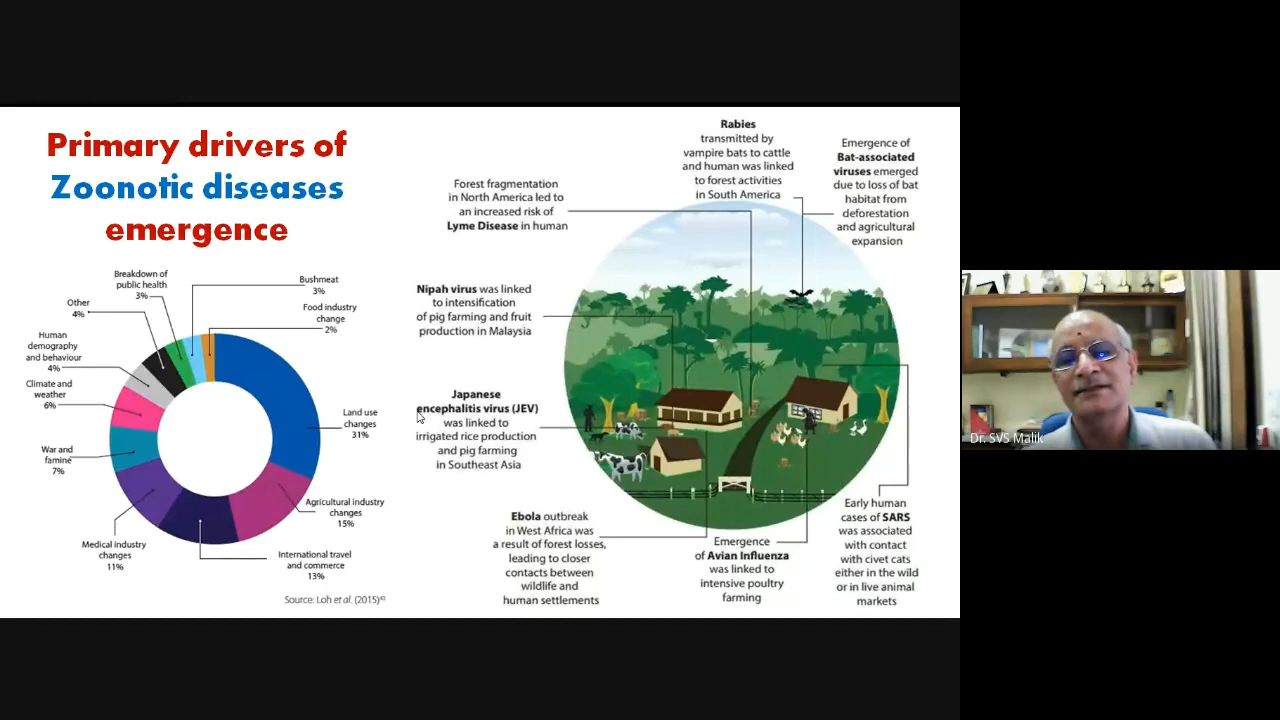 Primary drivers of
Zoonotic diseases
emergence
Breakdown of
public health
3%
Bushmeat
3%
Other
4%
Food industry
change
2%
Human
demography
and behaviour
4%
Climate and
weather
6%
Land use
changes
31%
War and
famine
7%
Agricultural industry
changes
15%
Medical industry
changes
11%
International travel
and commerce
13%
Source: Loh et al. (2015)⁴³
Rabies
transmitted by
vampire bats to cattle
and human was linked
to forest activities
in South America
Emergence of
Bat-associated
viruses emerged
due to loss of bat
habitat from
deforestation
and agricultural
expansion
Forest fragmentation
in North America led to
an increased risk of
Lyme Disease in human
Nipah virus was linked
to intensification
of pig farming and fruit
production in Malaysia
Japanese
encephalitis virus (JEV)
was linked to
irrigated rice production
and pig farming
in Southeast Asia
Ebola outbreak
in West Africa was
a result of forest losses,
leading to closer
contacts between
wildlife and
human settlements
Emergence
of Avian Influenza
was linked to
intensive poultry
farming
Early human
cases of SARS
was associated
with contact
with civet cats
either in the wild
or in live animal
markets
Dr. SVS Malik